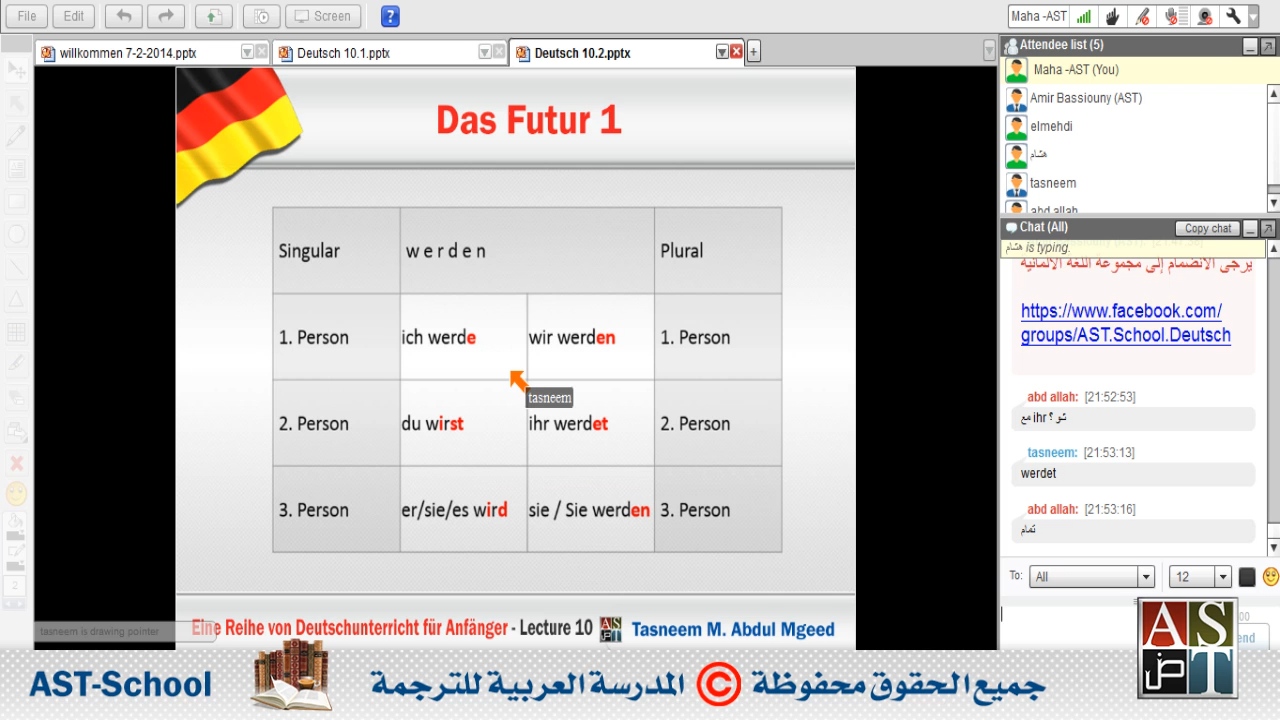 File Edit Screen ? Maha -AST
willkommen 7-2-2014.pptx Deutsch 10.1.pptx Deutsch 10.2.pptx
Attendee list (5)
Maha -AST (You)
Amir Bassiouny (AST)
elmehdi
هشام
tasneem
abd allah
Chat (All) Copy chat
هشام is typing.
يرجى الانضمام إلى مجموعة اللغة الألمانية
https://www.facebook.com/
groups/AST.School.Deutsch
abd allah: [21:52:53]
مع ihr شو ؟
tasneem: [21:53:13]
werdet
abd allah: [21:53:16]
تمام
To: All 12
Das Futur 1
Singular werden Plural
1. Person ich werde wir werden 1. Person
tasneem
2. Person du wirst ihr werdet 2. Person
3. Person er/sie/es wird sie / Sie werden 3. Person
tasneem is drawing pointer
Eine Reihe von Deutschunterricht für Anfänger - Lecture 10 Tasneem M. Abdul Mgeed
AST-School جميع الحقوق محفوظة © المدرسة العربية للترجمة
AS
ض T